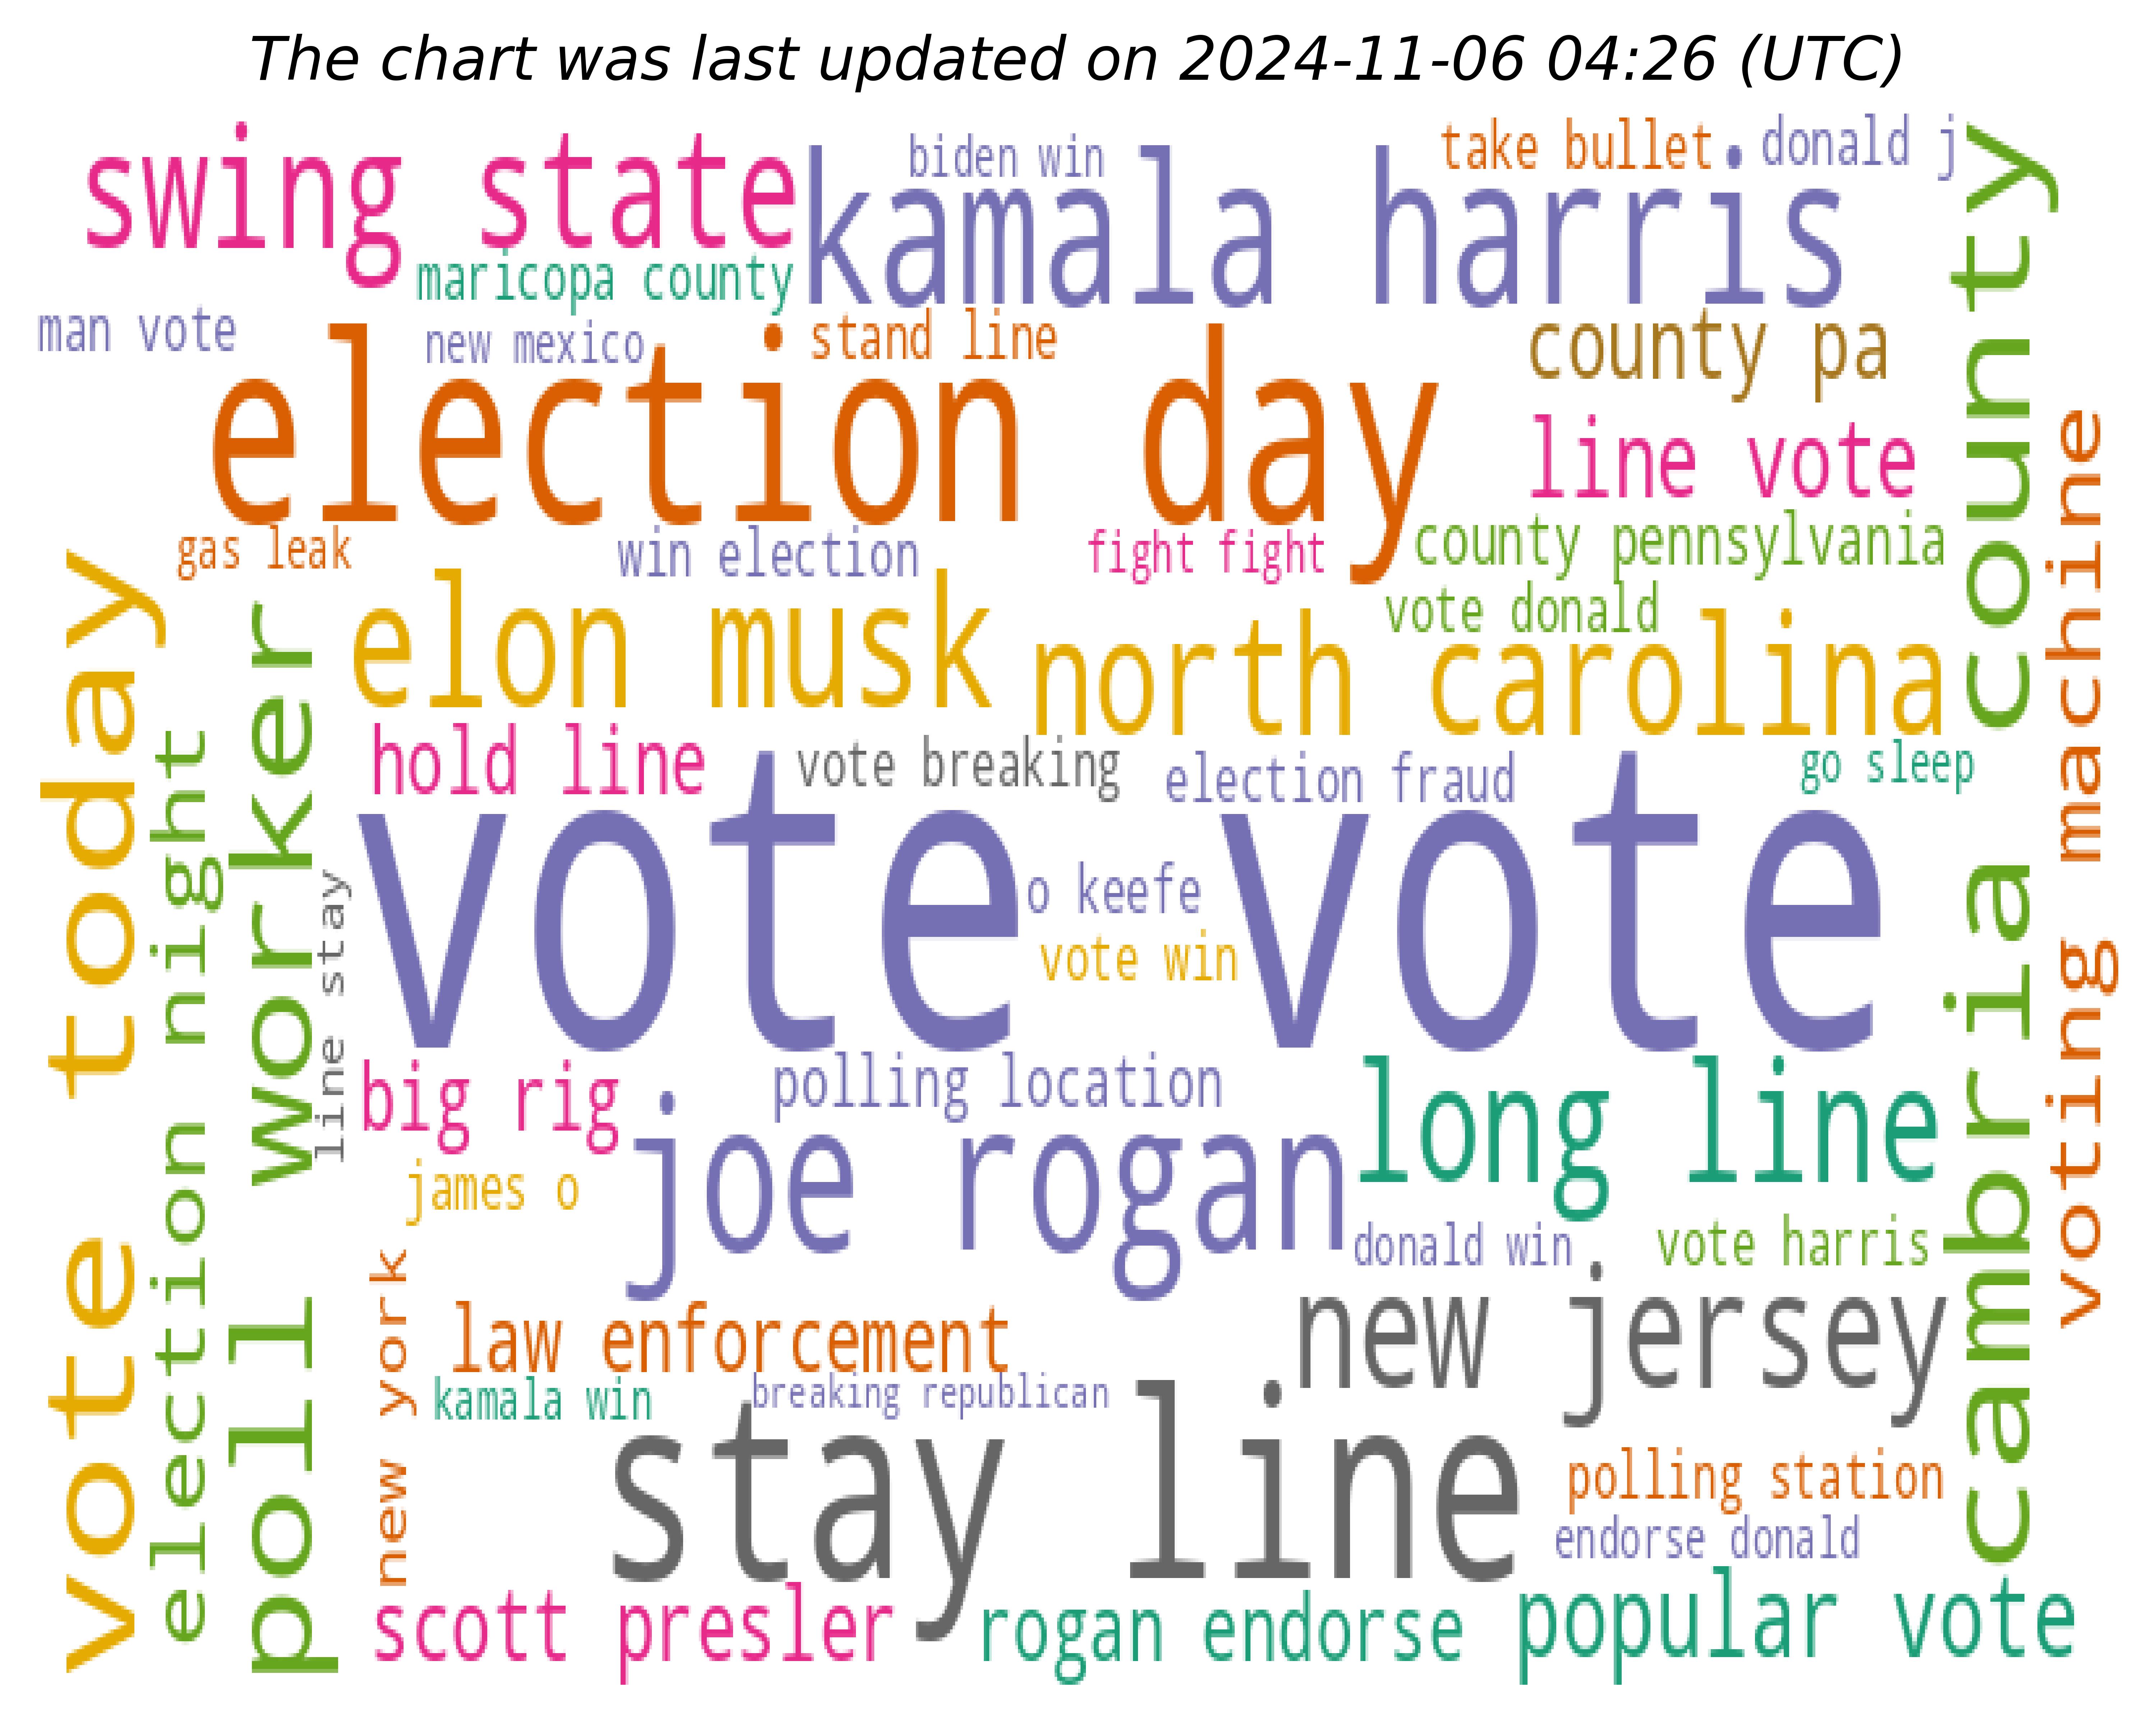 The chart was last updated on 2024-11-06 04:26 (UTC)
swing state
biden win
kamala harris
take bullet
donald j
maricopa county
man vote
new mexico
stand line
county pa
election day
line vote
gas leak
win election
fight fight
county pennsylvania
vote donald
elon musk
north carolina
cambria county
voting machine
vote today
election night
poll worker
line stay
hold line
vote breaking
election fraud
go sleep
vote vote
o keefe
vote win
big rig
polling location
long line
james o
joe rogan
donald win
vote harris
new york
law enforcement
new jersey
kamala win
breaking republican
stay line
polling station
endorse donald
scott presler
rogan endorse
popular vote